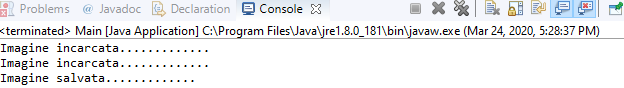 Problems @ Javadoc Declaration Console
<terminated> Main [Java Application] C:\Program Files\Java\jre1.8.0_181\bin\javaw.exe (Mar 24, 2020, 5:28:37 PM)
Imagine incarcata.............
Imagine incarcata.............
Imagine salvata.............